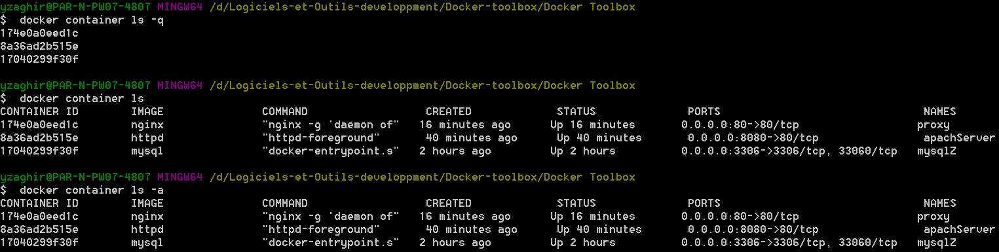 yzaghir@PAR-N-PW07-4807 MINGW64 /d/Logiciels-et-Outils-developpment/Docker-toolbox/Docker Toolbox
$  docker container ls -q
174e0a0eed1c
8a36ad2b515e
17040299f30f
yzaghir@PAR-N-PW07-4807 MINGW64 /d/Logiciels-et-Outils-developpment/Docker-toolbox/Docker Toolbox
$  docker container ls
CONTAINER ID        IMAGE               COMMAND                  CREATED             STATUS              PORTS                               NAMES
174e0a0eed1c        nginx               "nginx -g 'daemon of"   16 minutes ago      Up 16 minutes       0.0.0.0:80->80/tcp                  proxy
8a36ad2b515e        httpd               "httpd-foreground"       40 minutes ago      Up 40 minutes       0.0.0.0:8080->80/tcp                apachServer
17040299f30f        mysql               "docker-entrypoint.s"   2 hours ago         Up 2 hours          0.0.0.0:3306->3306/tcp, 33060/tcp   mysqlZ
yzaghir@PAR-N-PW07-4807 MINGW64 /d/Logiciels-et-Outils-developpment/Docker-toolbox/Docker Toolbox
$  docker container ls -a
CONTAINER ID        IMAGE               COMMAND                  CREATED             STATUS              PORTS                               NAMES
174e0a0eed1c        nginx               "nginx -g 'daemon of"   16 minutes ago      Up 16 minutes       0.0.0.0:80->80/tcp                  proxy
8a36ad2b515e        httpd               "httpd-foreground"       40 minutes ago      Up 40 minutes       0.0.0.0:8080->80/tcp                apachServer
17040299f30f        mysql               "docker-entrypoint.s"   2 hours ago         Up 2 hours          0.0.0.0:3306->3306/tcp, 33060/tcp   mysqlZ